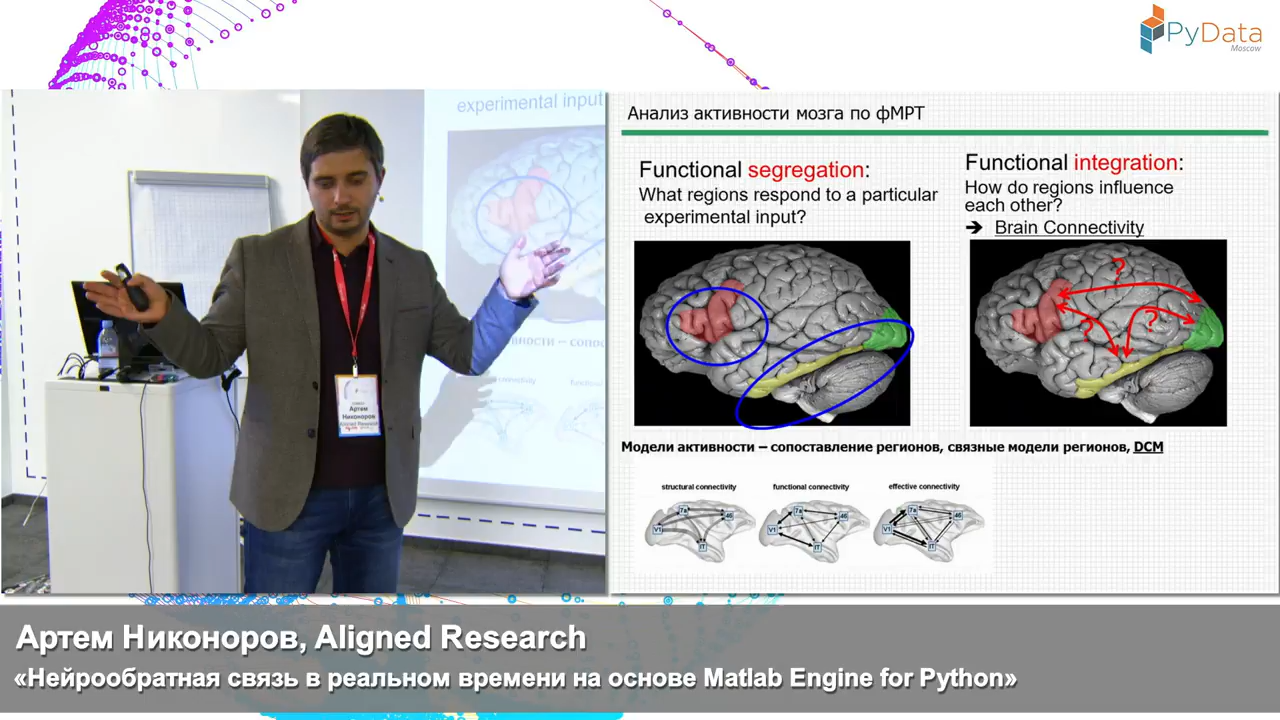 PyData
Moscow
experimental input
Анализ активности мозга по фМРТ
Functional segregation:
What regions respond to a particular
experimental input?
Functional integration:
How do regions influence
each other?
➔ Brain Connectivity
?
?
?
Модели активности – сопоставление регионов, связные модели регионов, DCM
structural connectivity
functional connectivity
effective connectivity
7a
46
V1
IT
7a
46
V1
IT
7a
46
V1
IT
Артем
Никоноров
Aligned Research
Артем Никоноров, Aligned Research
«Нейрообратная связь в реальном времени на основе Matlab Engine for Python»